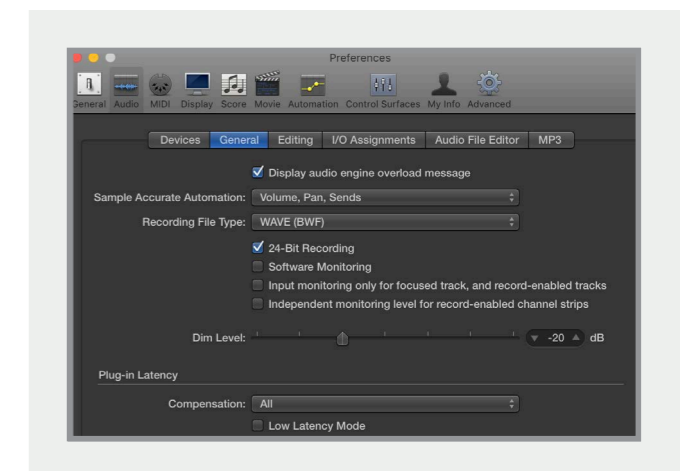 Preferences
General Audio MIDI Display Score Movie Automation Control Surfaces My Info Advanced
Devices General Editing I/O Assignments Audio File Editor MP3
Display audio engine overload message
Sample Accurate Automation: Volume, Pan, Sends
Recording File Type: WAVE (BWF)
24-Bit Recording
Software Monitoring
Input monitoring only for focused track, and record-enabled tracks
Independent monitoring level for record-enabled channel strips
Dim Level: -20 dB
Plug-in Latency
Compensation: All
Low Latency Mode